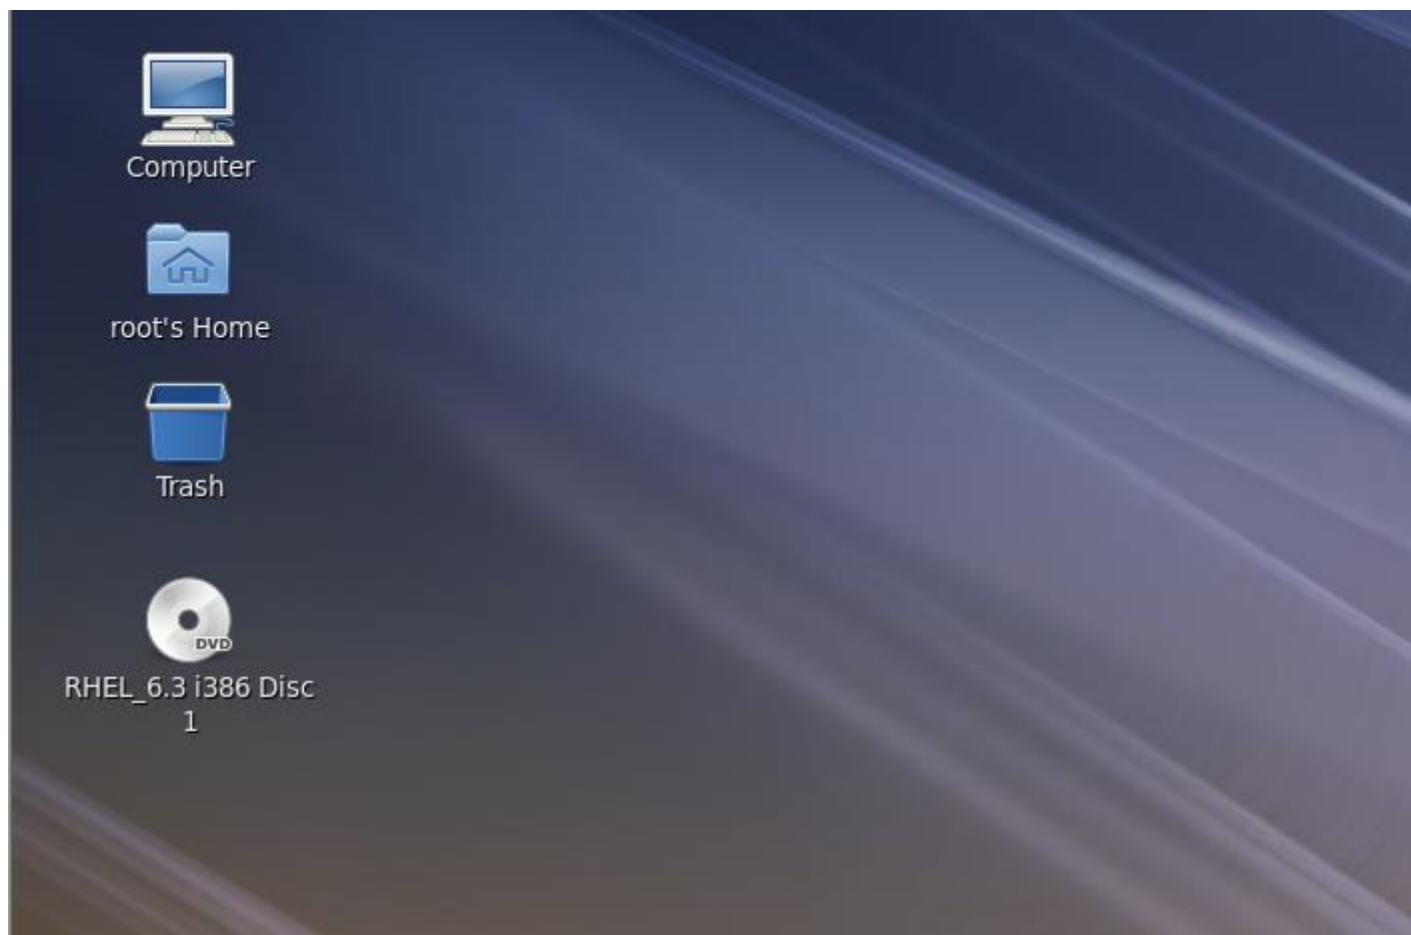 Computer
root's Home
Trash
DVD
RHEL_6.3 i386 Disc
1